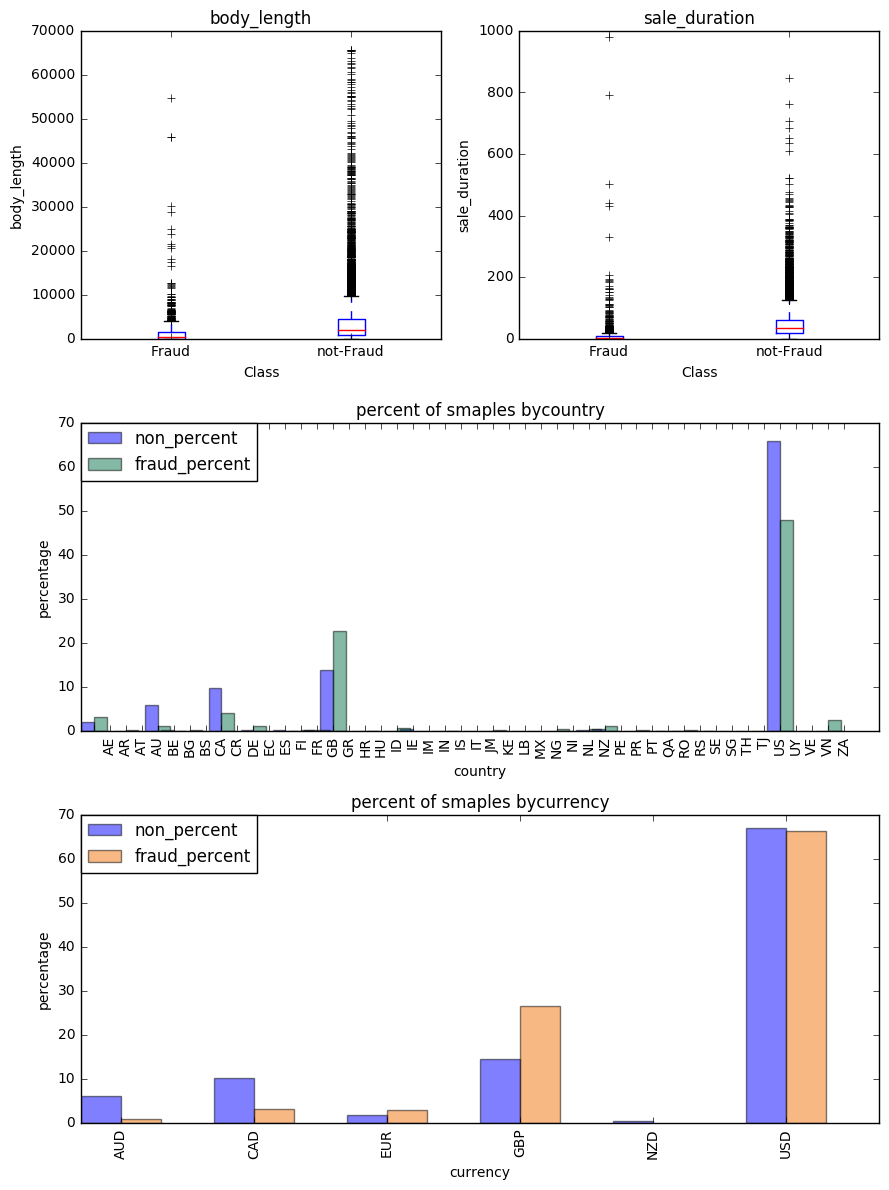 body_length
sale_duration
70000
60000
50000
40000
30000
20000
10000
0
body_length
Fraud
not-Fraud
Class
1000
800
600
400
200
0
sale_duration
Fraud
not-Fraud
Class
percent of smaples bycountry
non_percent
fraud_percent
70
60
50
40
30
20
10
0
percentage
AE AR AT AU BE BG BS CA CR DE EC ES FI FR GB GR HR HU ID IE IM IN IS IT JM KE LB MX NG NI NL NZ PE PR PT QA RO RS SE SG TH TJ US UY VE VN ZA
country
percent of smaples bycurrency
non_percent
fraud_percent
70
60
50
40
30
20
10
0
percentage
AUD CAD EUR GBP NZD USD
currency